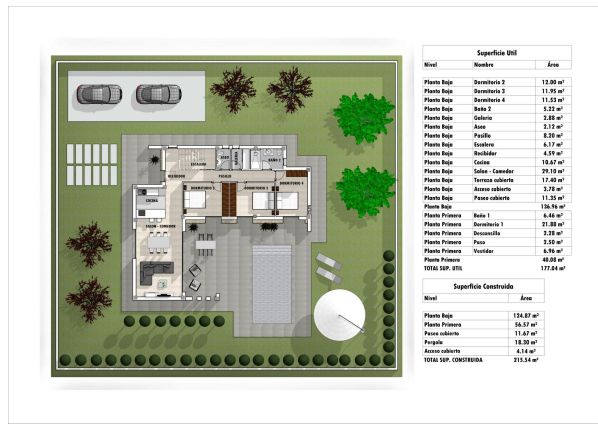 Superficie Util
Nivel Nombre Área
Planta Baja Dormitorio 2 12.00 m²
Planta Baja Dormitorio 3 11.95 m²
Planta Baja Dormitorio 4 11.52 m²
Planta Baja Baño 2 5.22 m²
Planta Baja Galeria 2.88 m²
Planta Baja Aseo 2.12 m²
Planta Baja Pasillo 8.20 m²
Planta Baja Escalera 6.17 m²
Planta Baja Recibidor 4.59 m²
Planta Baja Cocina 10.67 m²
Planta Baja Salon - Comedor 29.10 m²
Planta Baja Terraza cubierta 17.40 m²
Planta Baja Acceso cubierto 3.78 m²
Planta Baja Paseo cubierto 11.35 m²
Planta Baja 136.96 m²
Planta Primera Baño 1 6.46 m²
Planta Primera Dormitorio 1 21.88 m²
Planta Primera Descansillo 2.28 m²
Planta Primera Paso 2.50 m²
Planta Primera Vestidor 6.96 m²
Planta Primera 40.08 m²
TOTAL SUP. UTIL 177.04 m²
Superficie Construida
Nivel Área
Planta Baja 124.87 m²
Planta Primera 56.57 m²
Paseo cubierto 11.67 m²
Pergola 18.30 m²
Acceso cubierto 4.14 m²
TOTAL SUP. CONSTRUIDA 215.54 m²
ESCALERA
ASEO
GALERIA
BAÑO 2
RECIBIDOR
PASILLO
DORMITORIO 4
DORMITORIO 3
COCINA
SALON - COMEDOR